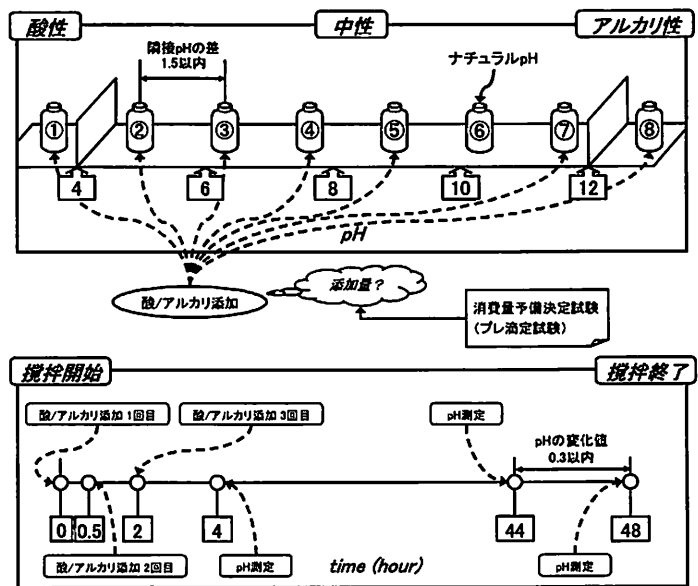 酸性
中性
アルカリ性
隣接pHの差
1.5以内
ナチュラルpH
① ② ③ ④ ⑤ ⑥ ⑦ ⑧
4 6 8 10 12
pH
酸/アルカリ添加
添加量?
消費量予備決定試験
(プレ滴定試験)
撹拌開始
撹拌終了
酸/アルカリ添加 1回目
酸/アルカリ添加 3回目
pH測定
pHの変化値
0.3以内
0 0.5 2 4 44 48
酸/アルカリ添加 2回目
pH測定
time (hour)
pH測定